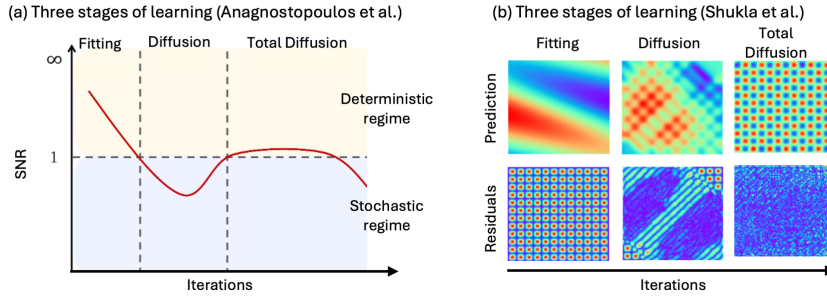 (a) Three stages of learning (Anagnostopoulos et al.)
Fitting
Diffusion
Total Diffusion
∞
1
SNR
Deterministic
regime
Stochastic
regime
Iterations
(b) Three stages of learning (Shukla et al.)
Fitting
Diffusion
Total
Diffusion
Prediction
Residuals
Iterations